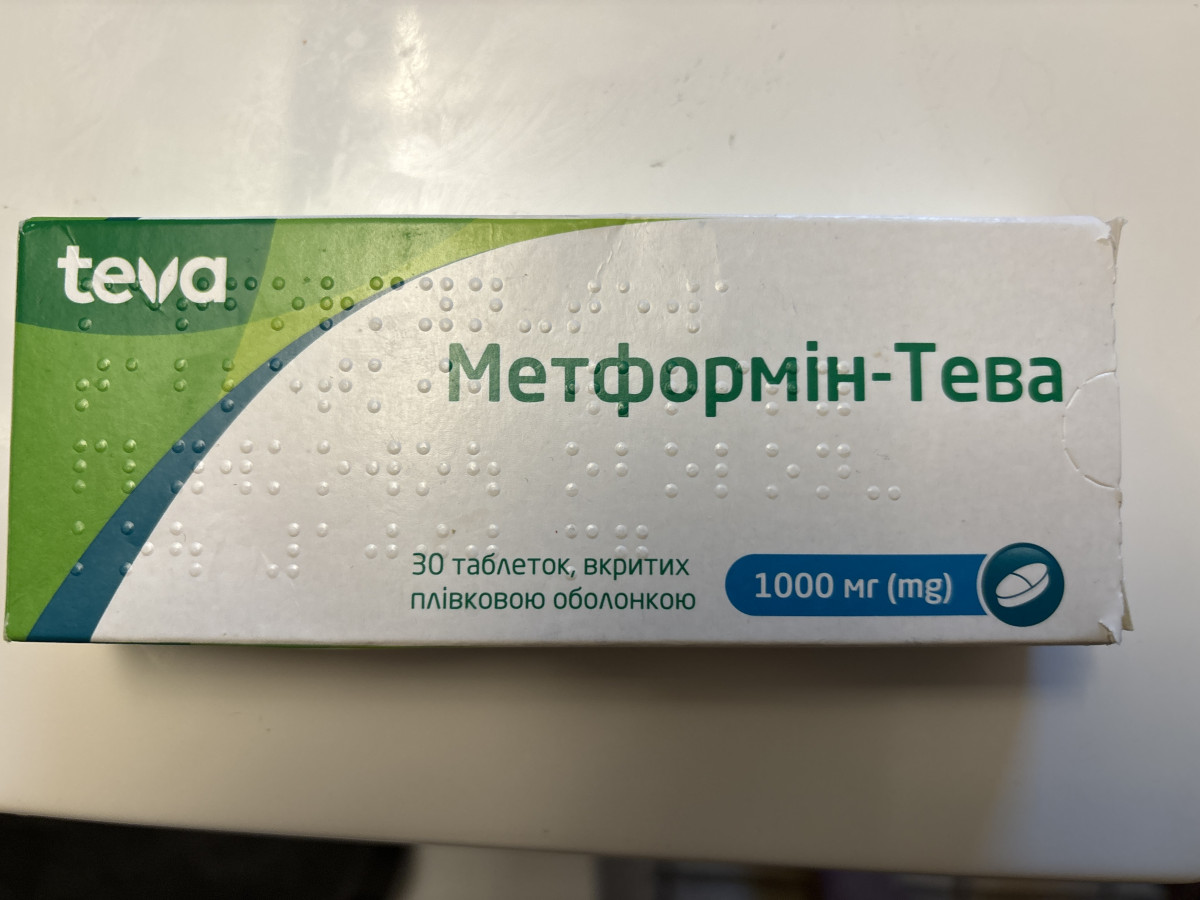 teva
Метформін-Тева
30 таблеток, вкритих
плівковою оболонкою
1000 мг (mg)